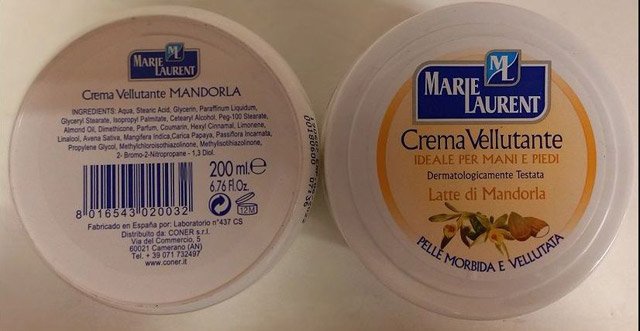 MARIE
LAURENT
ML
Crema Vellutante MANDORLA
INGREDIENTS: Aqua, Stearic Acid, Glycerin, Paraffinum Liquidum,
Glyceryl Stearate, Isopropyl Palmitate, Cetearyl Alcohol, Peg-100 Stearate,
Almond Oil, Dimethicone, Parfum, Coumarin, Hexyl Cinnamal, Limonene,
Linalool, Avena Sativa, Mangifera Indica,Carica Papaya, Passiflora Incarnata,
Propylene Glycol, Methylchloroisothiazolinone, Methylisothiazolinone,
2- Bromo-2-Nitropropane - 1,3 Diol.
200 ml.℮
6.76 Fl.Oz.
12M
8 016543 020032
Fabricado en España por: Laboratorio n°437 CS
Distribuito da: CONER s.r.l.
Via del Commercio, 5
60021 Camerano (AN)
Tel. + 39 071 732497
www.coner.it
MARIE
LAURENT
ML
Crema Vellutante
IDEALE PER MANI E PIEDI
Dermatologicamente Testata
Latte di Mandorla
PELLE MORBIDA E VELLUTATA